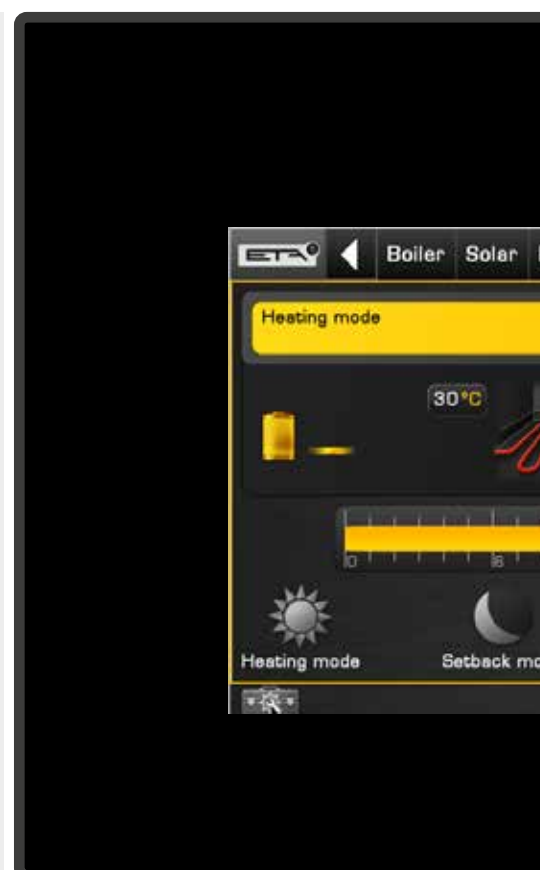 ETA
Boiler Solar
Heating mode
30°C
0 6
Heating mode Setback mo